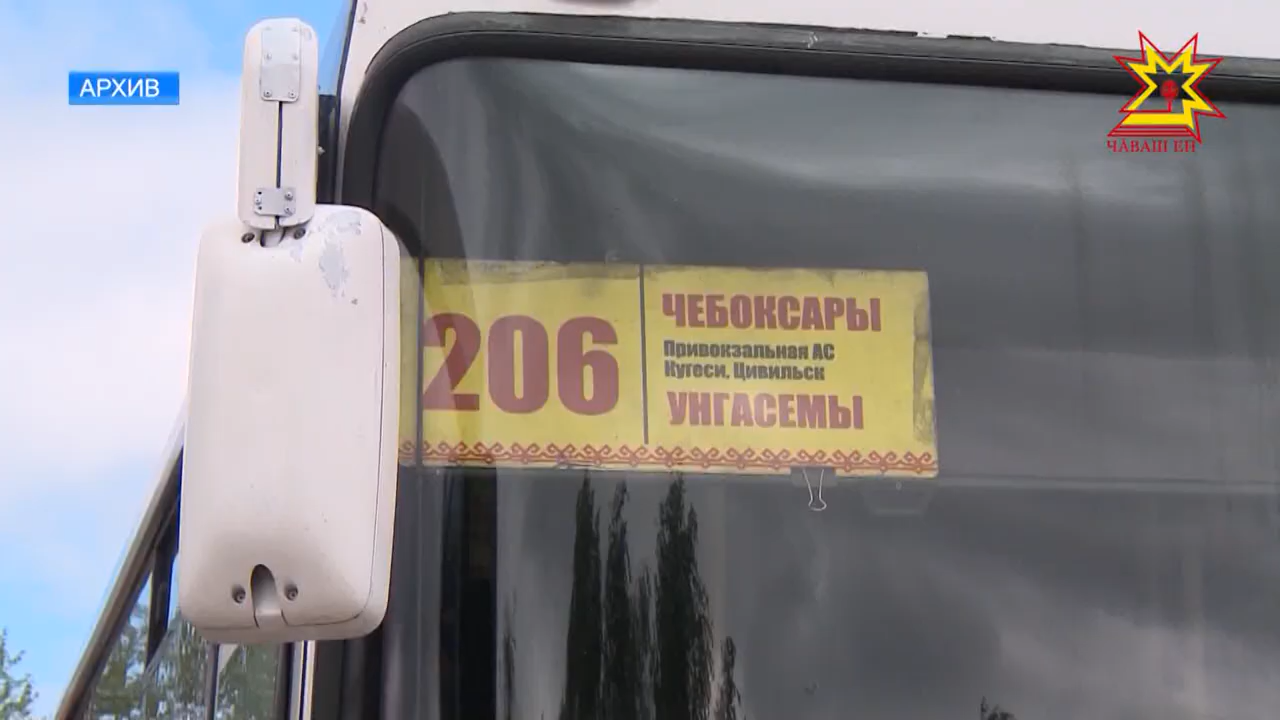 АРХИВ
ЧĂВАШ ЕН
206
ЧЕБОКСАРЫ
Привокзальная АС
Кугеси, Цивильск
УНГАСЕМЫ